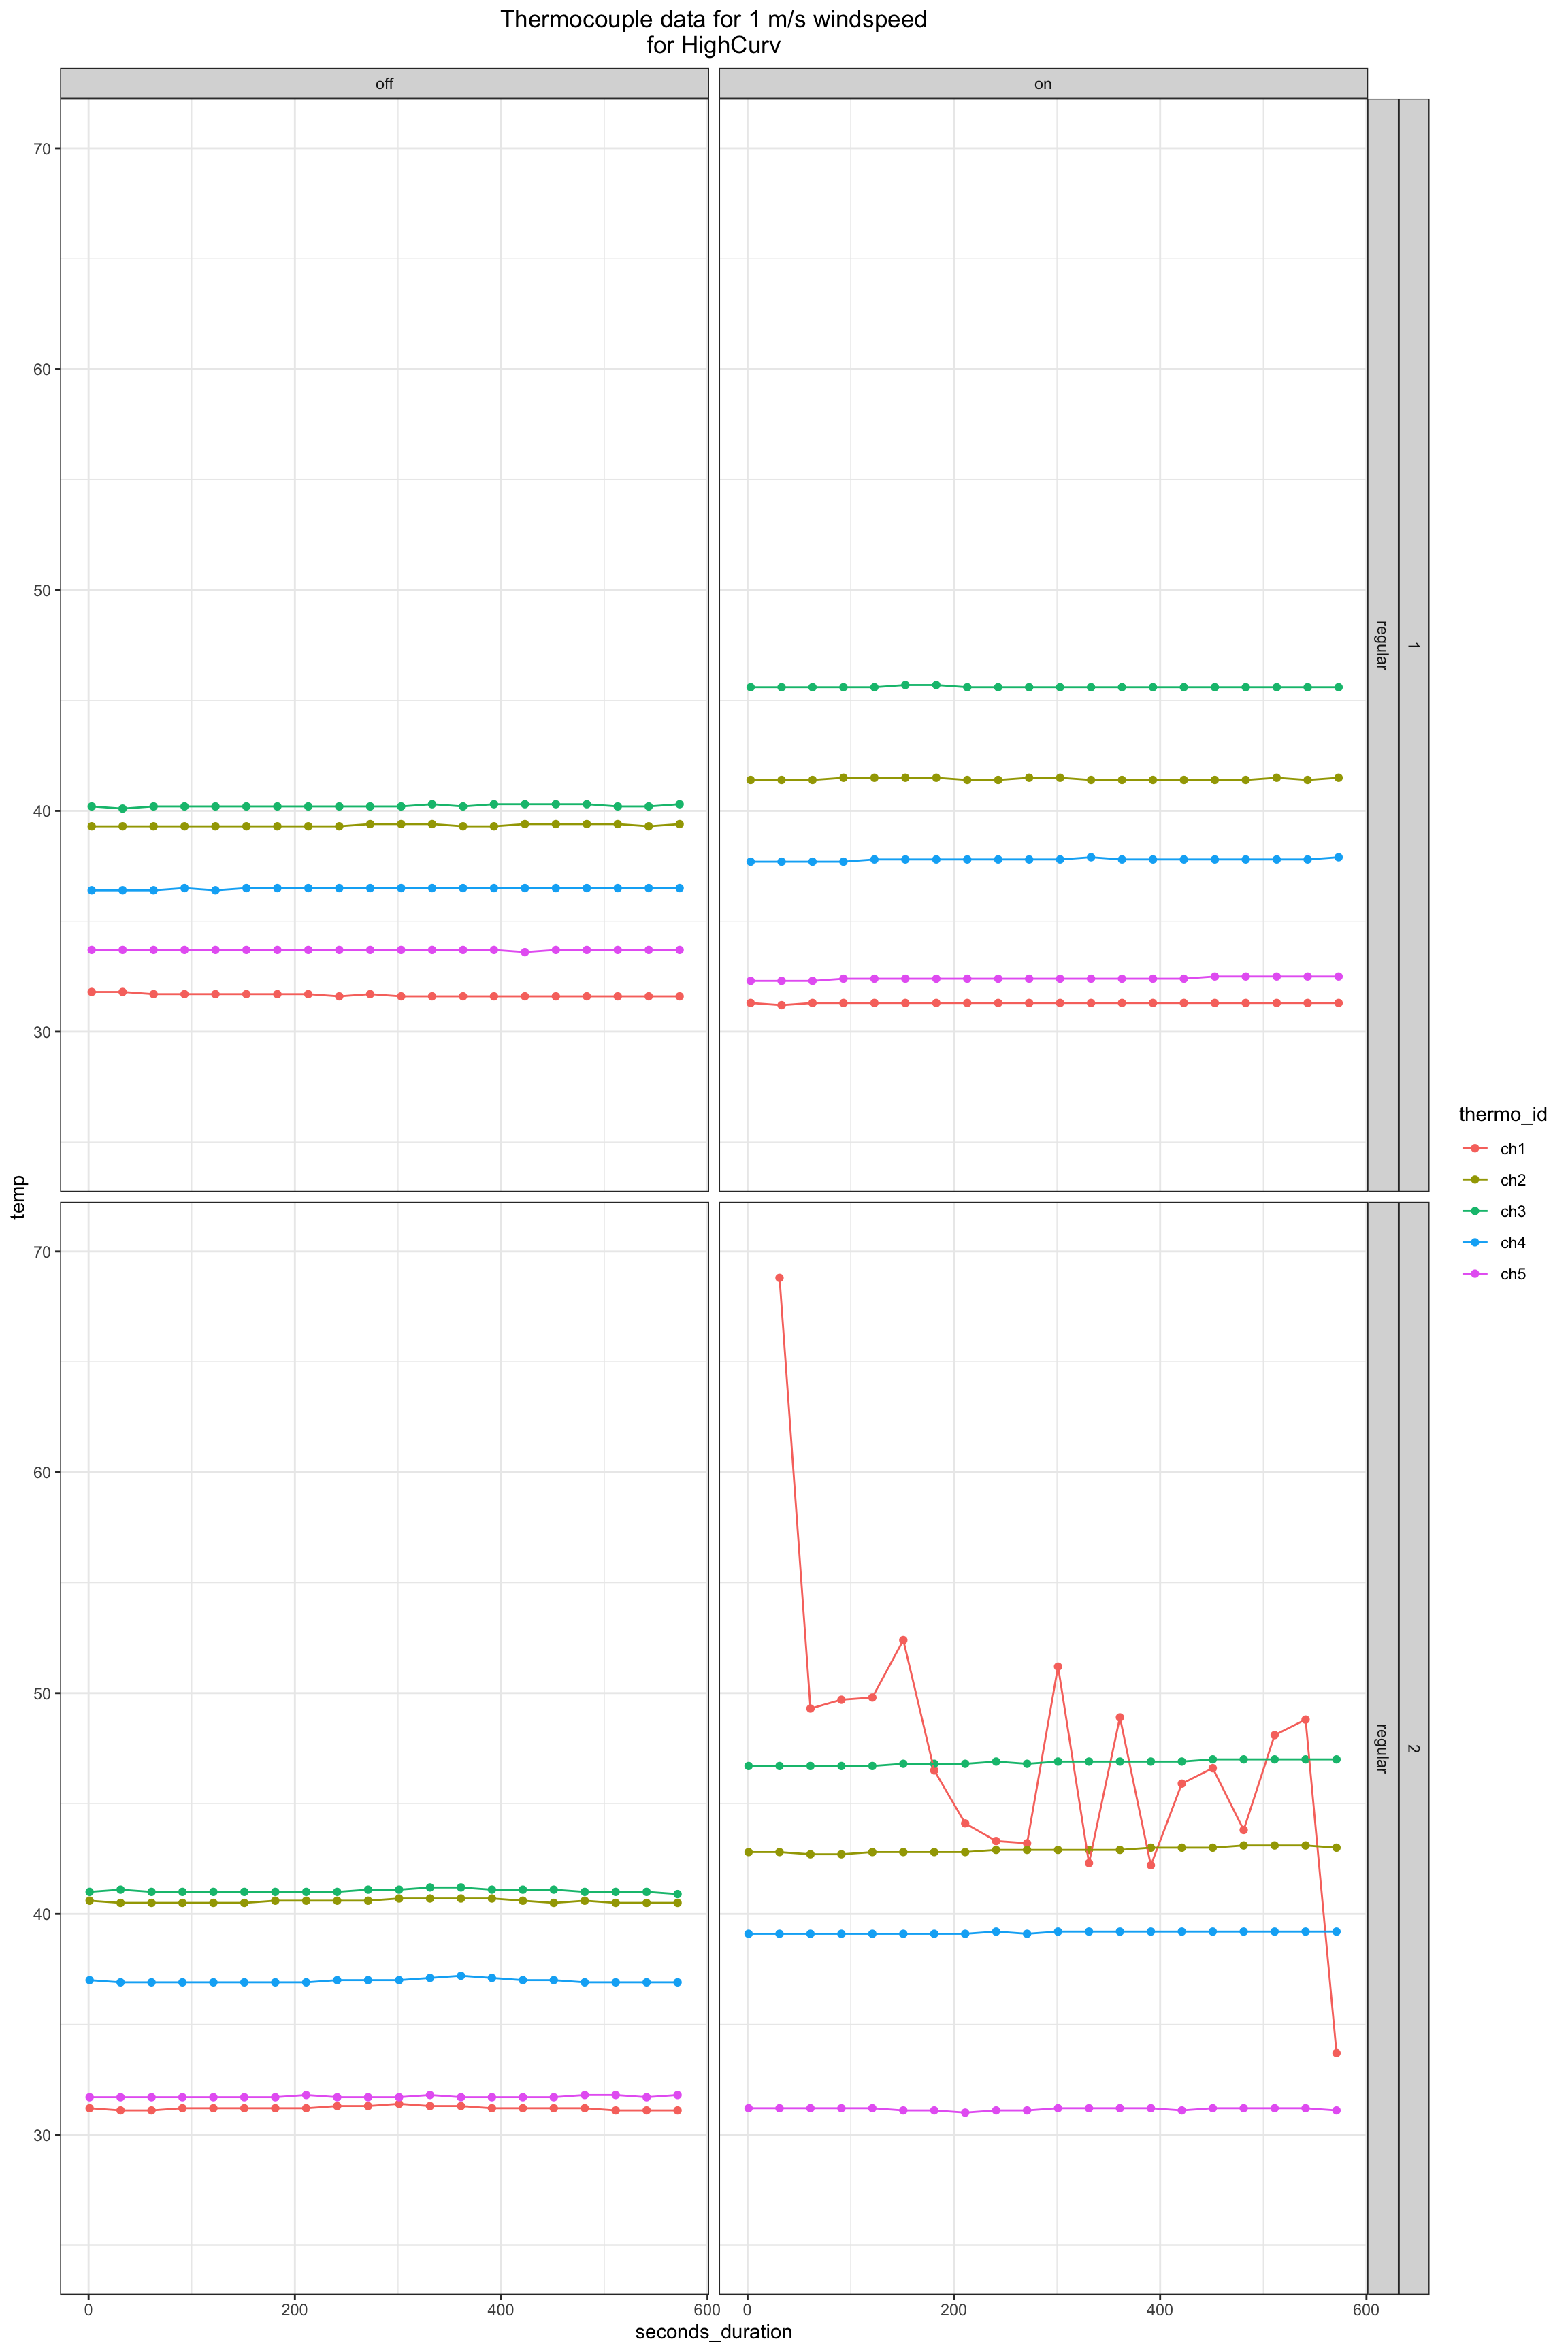 Thermocouple data for 1 m/s windspeed
for HighCurv
off
on
70
60
50
40
30
regular
1
temp
70
60
50
40
30
regular
2
0
200
400
600
0
200
400
600
seconds_duration
thermo_id
ch1
ch2
ch3
ch4
ch5